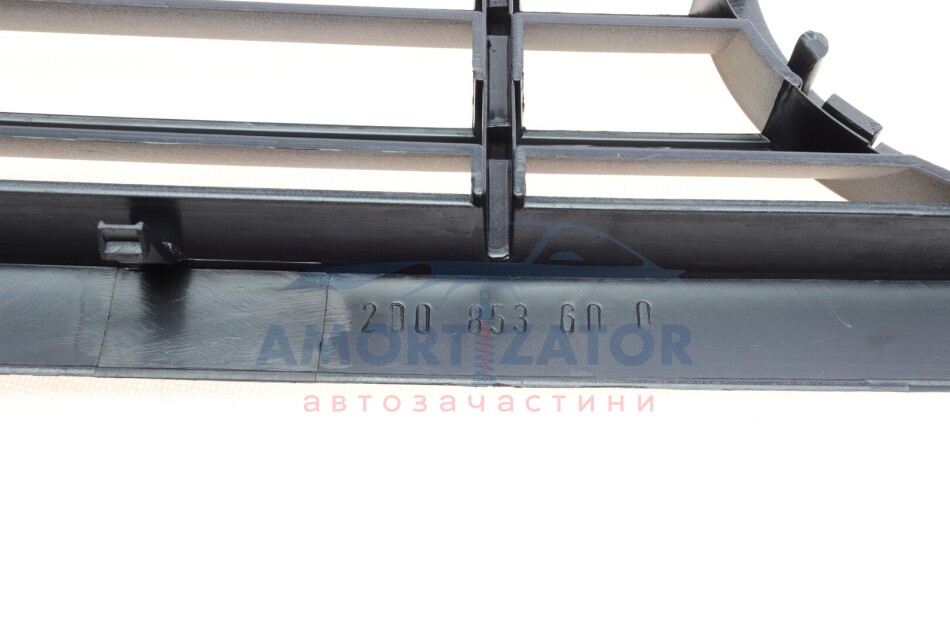 2D0 853 60 0
AMORTIZATOR
автозачастини